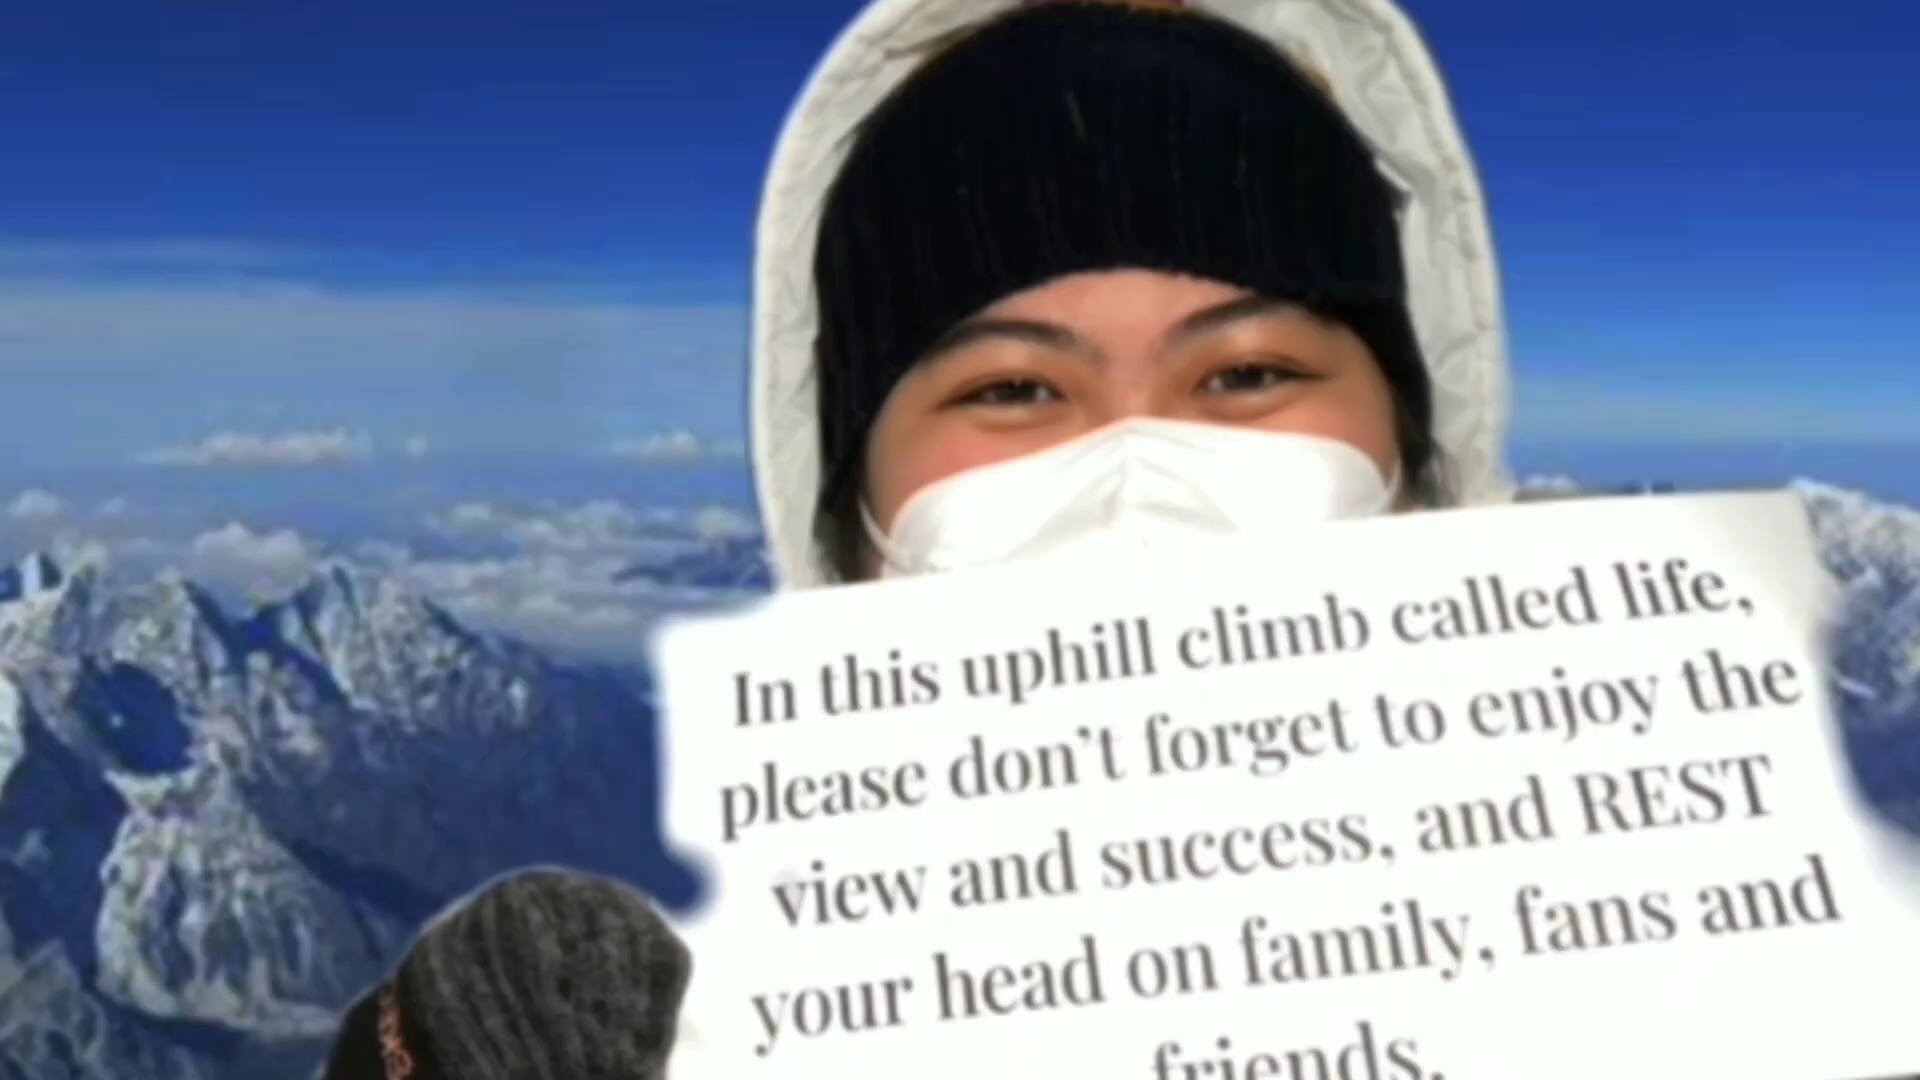 In this uphill climb called life,
please don't forget to enjoy the
view and success, and REST
your head on family, fans and
friends.